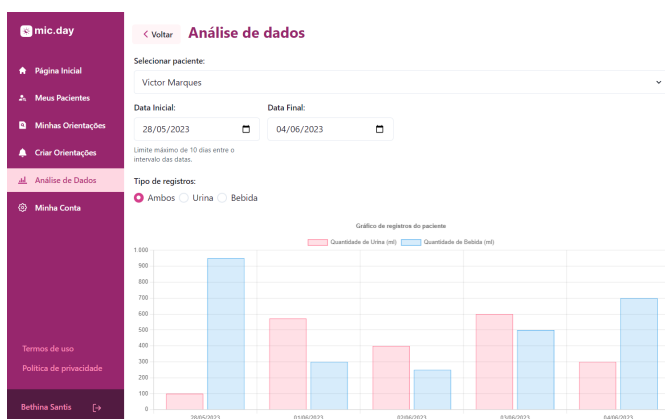 mic.day
Página Inicial
Meus Pacientes
Minhas Orientações
Criar Orientações
Análise de Dados
Minha Conta
Termos de uso
Política de privacidade
Bethina Santis
Voltar
Análise de dados
Selecionar paciente:
Victor Marques
Data Inicial: Data Final:
28/05/2023 04/06/2023
Limite máximo de 10 dias entre o
intervalo das datas.
Tipo de registros:
Ambos Urina Bebida
Gráfico de registros do paciente
Quantidade de Urina (ml) Quantidade de Bebida (ml)
1 000
900
800
700
600
500
400
300
200
100
0
28/05/2023 01/06/2023 02/06/2023 03/06/2023 04/06/2023